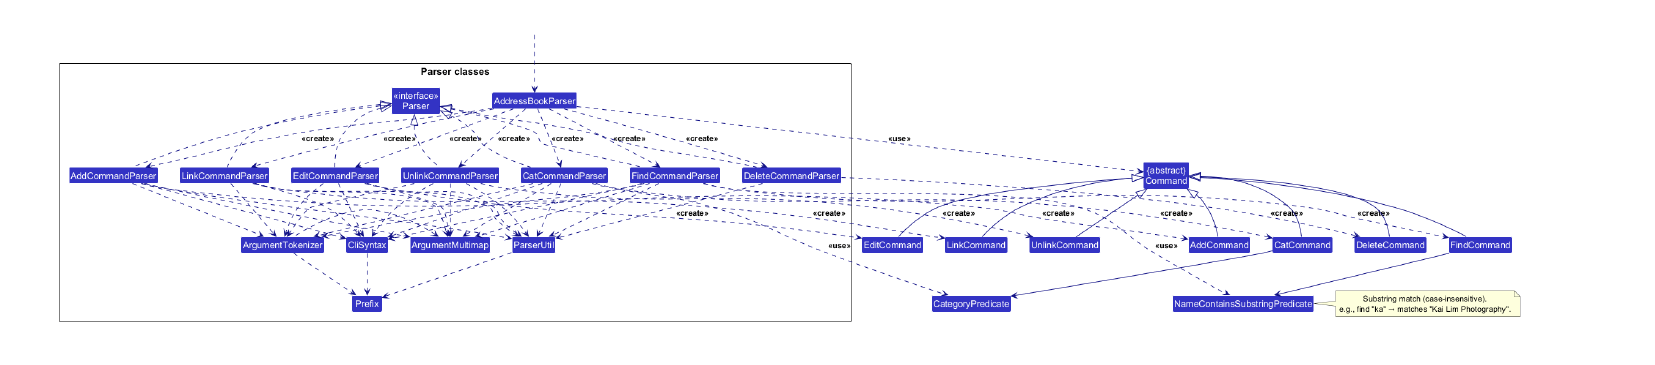 Parser classes
«interface»
Parser
AddressBookParser
«create»
«create»
«create»
«create»
«create»
«create»
«create»
«use»
AddCommandParser
LinkCommandParser
EditCommandParser
UnlinkCommandParser
CatCommandParser
FindCommandParser
DeleteCommandParser
{abstract}
Command
«create»
«create»
«create»
«create»
«create»
«create»
«create»
«use»
«use»
ArgumentTokenizer
CliSyntax
ArgumentMultimap
ParserUtil
EditCommand
LinkCommand
UnlinkCommand
AddCommand
CatCommand
DeleteCommand
FindCommand
Prefix
CategoryPredicate
NameContainsSubstringPredicate
Substring match (case-insensitive).
e.g., find "ka" → matches "Kai Lim Photography".